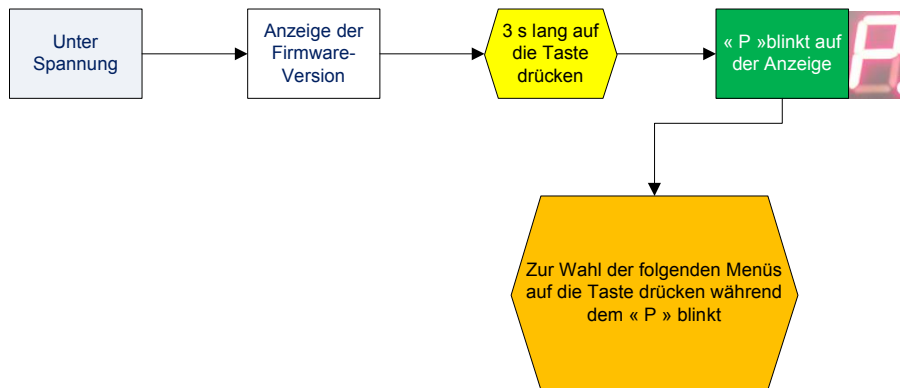 Unter
Spannung
Anzeige der
Firmware-
Version
3 s lang auf
die Taste
drücken
« P »blinkt auf
der Anzeige
P.
Zur Wahl der folgenden Menüs
auf die Taste drücken während
dem « P » blinkt